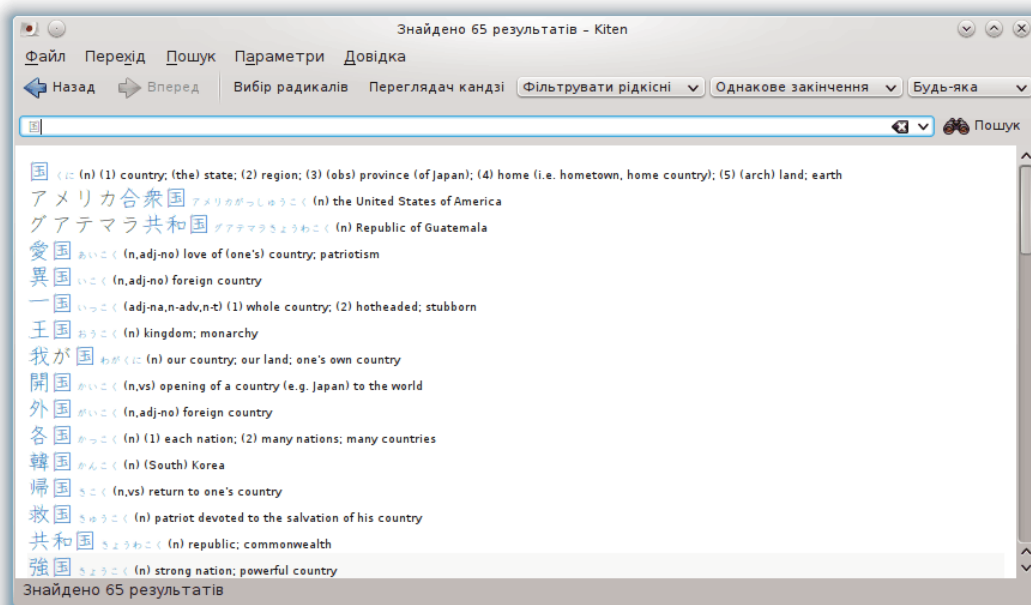 Знайдено 65 результатів – Kiten
Файл Перехід Пошук Параметри Довідка
Назад Вперед Вибір радикалів Переглядач кандзі Фільтрувати рідкісні Однакове закінчення Будь-яка
国 Пошук
国 くに (n) (1) country; (the) state; (2) region; (3) (obs) province (of Japan); (4) home (i.e. hometown, home country); (5) (arch) land; earth
アメリカ合衆国 アメリカがっしゅうこく (n) the United States of America
グアテマラ共和国 グアテマラきょうわこく (n) Republic of Guatemala
愛国 あいこく (n,adj-no) love of (one's) country; patriotism
異国 いこく (n,adj-no) foreign country
一国 いっこく (adj-na,n-adv,n-t) (1) whole country; (2) hotheaded; stubborn
王国 おうこく (n) kingdom; monarchy
我が国 わがくに (n) our country; our land; one's own country
開国 かいこく (n,vs) opening of a country (e.g. Japan) to the world
外国 がいこく (n,adj-no) foreign country
各国 かっこく (n) (1) each nation; (2) many nations; many countries
韓国 かんこく (n) (South) Korea
帰国 きこく (n,vs) return to one's country
救国 きゅうこく (n) patriot devoted to the salvation of his country
共和国 きょうわこく (n) republic; commonwealth
強国 きょうこく (n) strong nation; powerful country
Знайдено 65 результатів